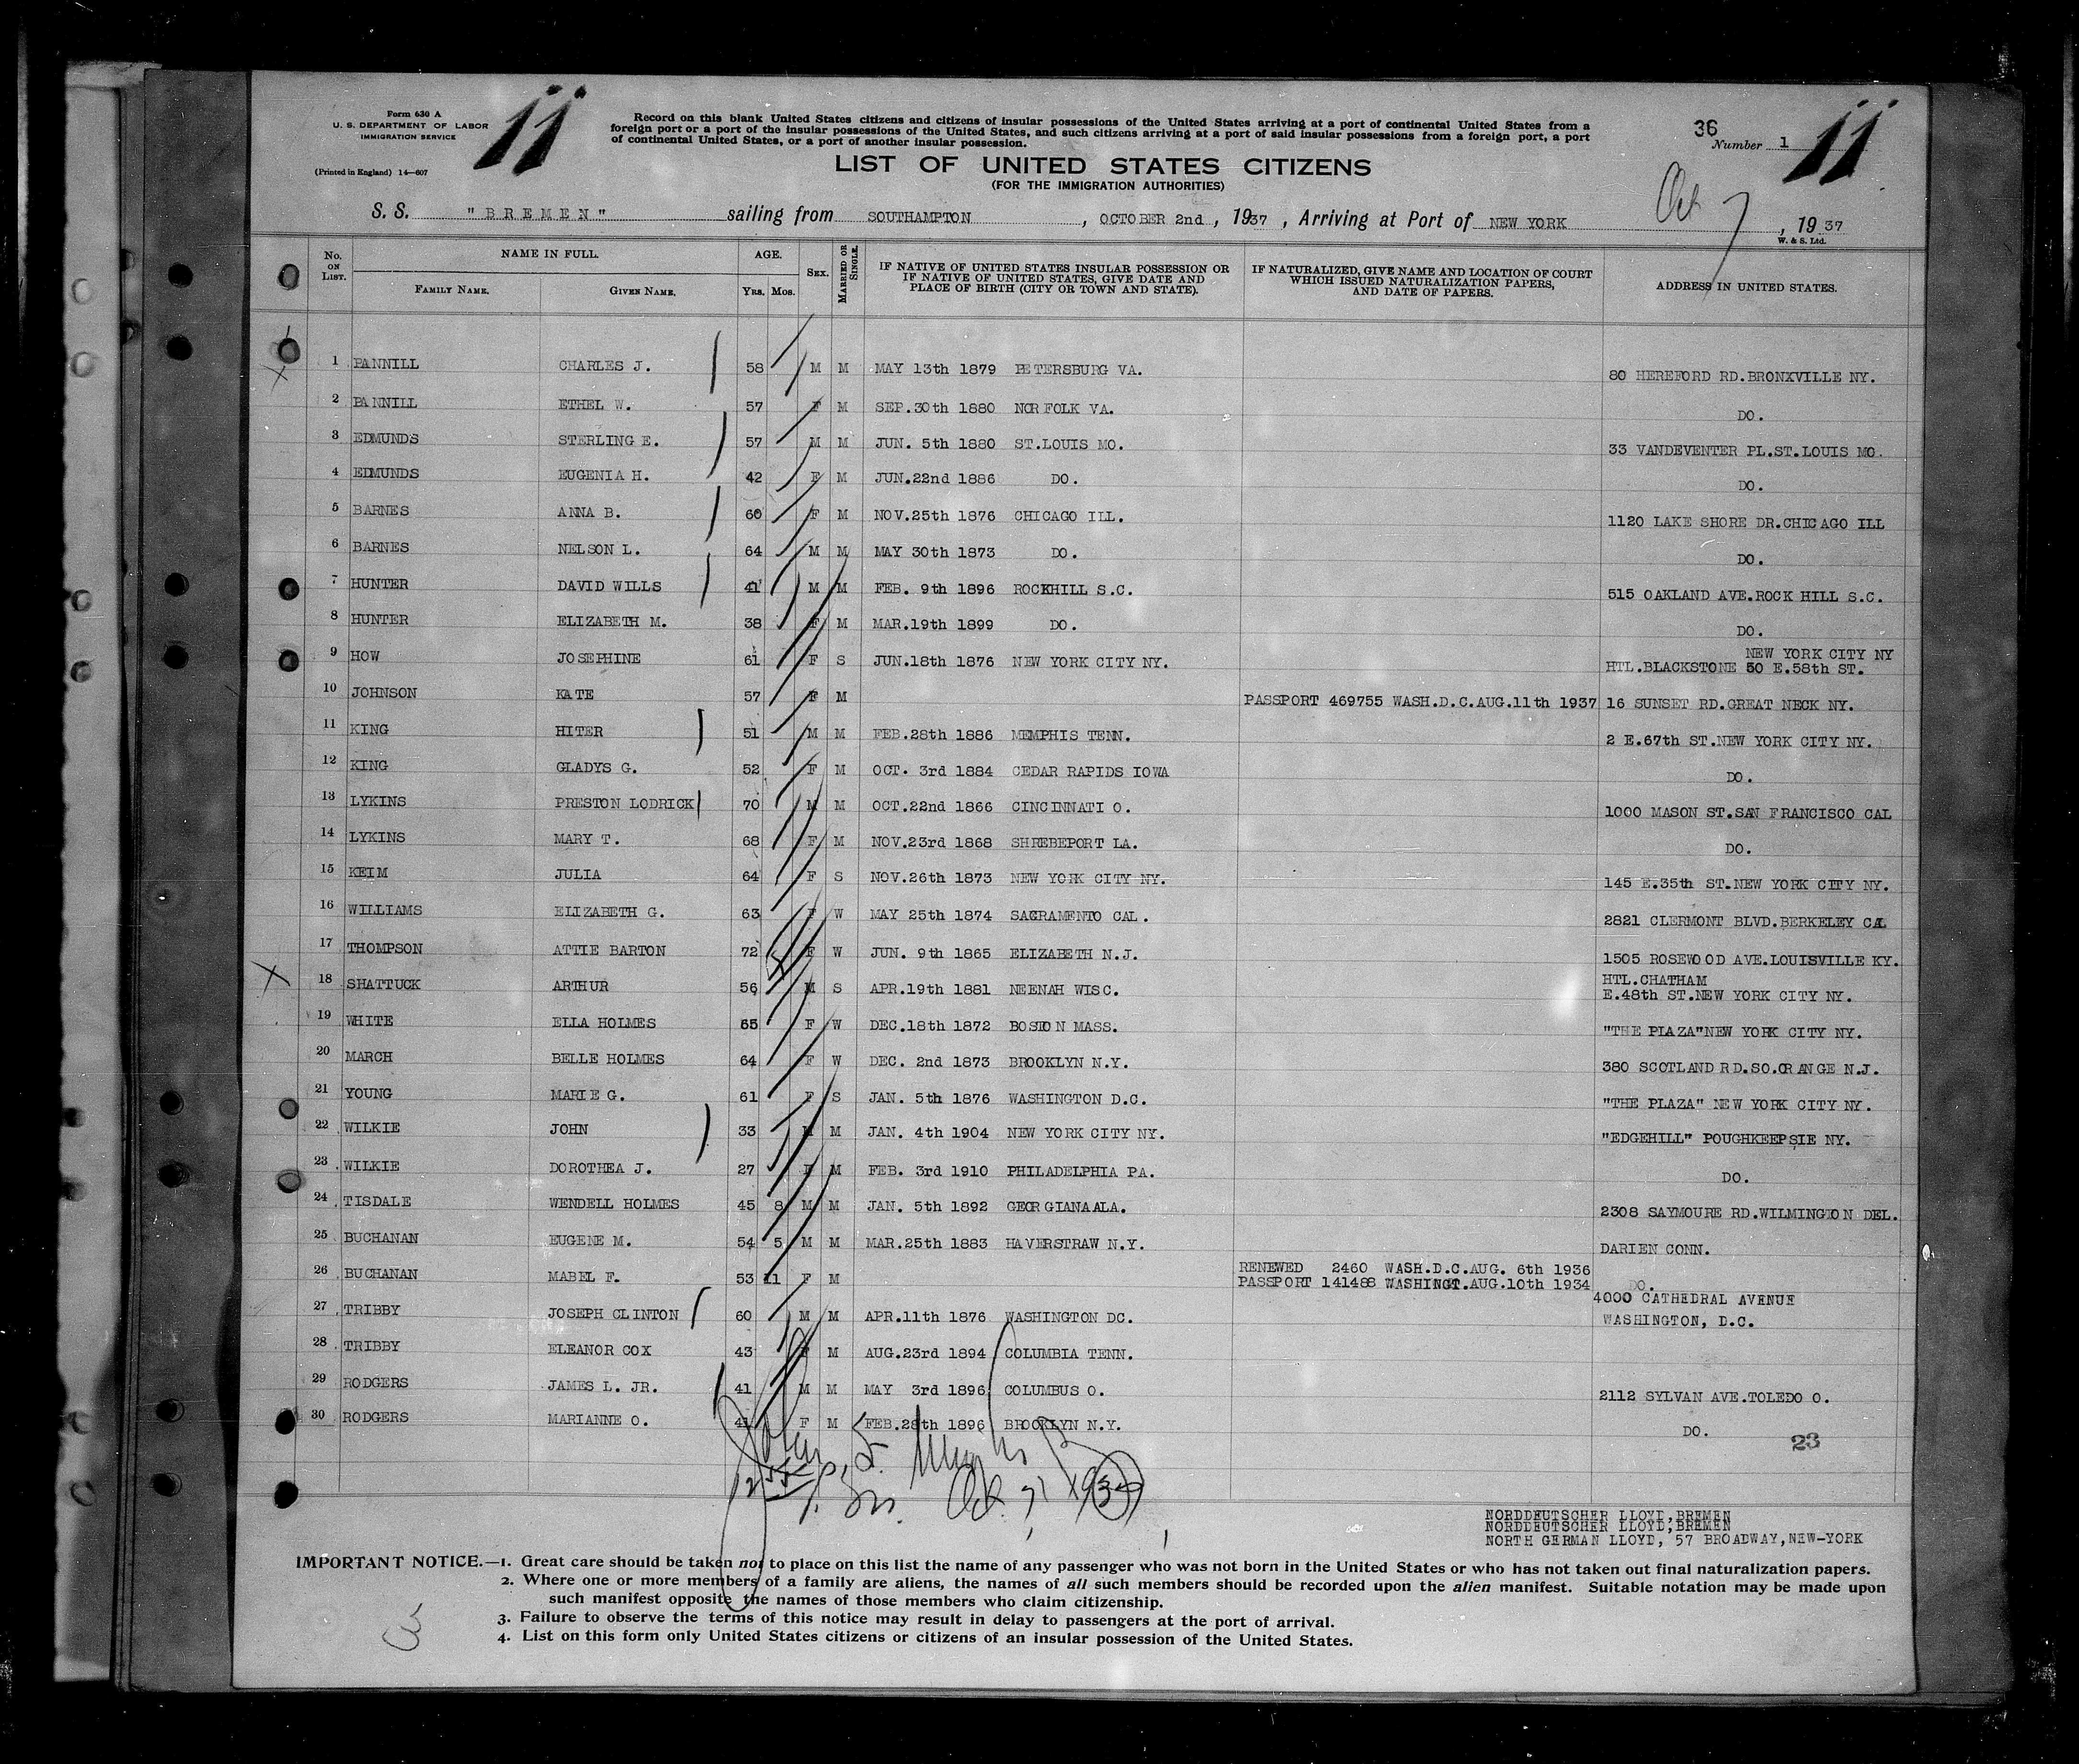 Form 630 A
U. S. DEPARTMENT OF LABOR
IMMIGRATION SERVICE
(Printed in England) 14—607
Record on this blank United States citizens and citizens of insular possessions of the United States arriving at a port of continental United States from a
foreign port or a port of the insular possessions of the United States, and such citizens arriving at a port of said insular possessions from a foreign port, a port
of continental United States, or a port of another insular possession.
LIST OF UNITED STATES CITIZENS
(FOR THE IMMIGRATION AUTHORITIES)
36
Number 1
S. S. "BREMEN" sailing from SOUTHAMPTON , OCTOBER 2nd , 1937 , Arriving at Port of NEW YORK Oct 7 , 19 37
W. & S. Ltd.
No. ON LIST. NAME IN FULL. FAMILY NAME. GIVEN NAME. AGE. YRS. MOS. SEX. MARRIED OR SINGLE. IF NATIVE OF UNITED STATES INSULAR POSSESSION OR IF NATIVE OF UNITED STATES, GIVE DATE AND PLACE OF BIRTH (CITY OR TOWN AND STATE). IF NATURALIZED, GIVE NAME AND LOCATION OF COURT WHICH ISSUED NATURALIZATION PAPERS, AND DATE OF PAPERS. ADDRESS IN UNITED STATES.
1 PANNILL CHARLES J. 58 M M MAY 13th 1879 PETERSBURG VA. 80 HEREFORD RD.BRONXVILLE NY.
2 PANNILL ETHEL W. 57 F M SEP.30th 1880 NORFOLK VA. DO.
3 EDMUNDS STERLING E. 57 M M JUN. 5th 1880 ST.LOUIS MO. 33 VANDEVENTER PL.ST.LOUIS MO.
4 EDMUNDS EUGENIA H. 42 F M JUN.22nd 1886 DO. DO.
5 BARNES ANNA B. 60 F M NOV.25th 1876 CHICAGO ILL. 1120 LAKE SHORE DR.CHICAGO ILL
6 BARNES NELSON L. 64 M M MAY 30th 1873 DO. DO.
7 HUNTER DAVID WILLS 41 M M FEB. 9th 1896 ROCKHILL S.C. 515 OAKLAND AVE.ROCK HILL S.C.
8 HUNTER ELIZABETH M. 38 F M MAR.19th 1899 DO. DO.
9 HOW JOSEPHINE 61 F S JUN.18th 1876 NEW YORK CITY NY. NEW YORK CITY NY
HTL.BLACKSTONE 50 E.58th ST.
10 JOHNSON KATE 57 F M PASSPORT 469755 WASH.D.C.AUG.11th 1937 16 SUNSET RD.GREAT NECK NY.
11 KING HITER 51 M M FEB.28th 1886 MEMPHIS TENN. 2 E.67th ST.NEW YORK CITY NY.
12 KING GLADYS G. 52 F M OCT. 3rd 1884 CEDAR RAPIDS IOWA DO.
13 LYKINS PRESTON LODRICK 70 M M OCT.22nd 1866 CINCINNATI O. 1000 MASON ST.SAN FRANCISCO CAL
14 LYKINS MARY T. 68 F M NOV.23rd 1868 SHREBEPORT LA. DO.
15 KEIM JULIA 64 F S NOV.26th 1873 NEW YORK CITY NY. 145 E.35th ST.NEW YORK CITY NY.
16 WILLIAMS ELIZABETH G. 63 F W MAY 25th 1874 SACRAMENTO CAL. 2821 CLERMONT BLVD.BERKELEY CA
17 THOMPSON ATTIE BARTON 72 F W JUN. 9th 1865 ELIZABETH N.J. 1505 ROSEWOOD AVE.LOUISVILLE KY.
18 SHATTUCK ARTHUR 56 M S APR.19th 1881 NEENAH WISC. HTL.CHATHAM
E.48th ST.NEW YORK CITY NY.
19 WHITE ELLA HOLMES 65 F W DEC.18th 1872 BOSTON MASS. "THE PLAZA"NEW YORK CITY NY.
20 MARCH BELLE HOLMES 64 F W DEC. 2nd 1873 BROOKLYN N.Y. 380 SCOTLAND RD.SO.ORANGE N.J.
21 YOUNG MARIE G. 61 F S JAN. 5th 1876 WASHINGTON D.C. "THE PLAZA" NEW YORK CITY NY.
22 WILKIE JOHN 33 M M JAN. 4th 1904 NEW YORK CITY NY. "EDGEHILL" POUGHKEEPSIE NY.
23 WILKIE DOROTHEA J. 27 F M FEB. 3rd 1910 PHILADELPHIA PA. DO.
24 TISDALE WENDELL HOLMES 45 8 M M JAN. 5th 1892 GEORGIANAALA. 2308 SAYMOURE RD.WILMINGTON DEL.
25 BUCHANAN EUGENE M. 54 5 M M MAR.25th 1883 HAVERSTRAW N.Y. DARIEN CONN.
26 BUCHANAN MABEL F. 53 11 F M RENEWED 2460 WASH.D.C.AUG. 6th 1936
PASSPORT 141488 WASHINGT.AUG.10th 1934 DO.
27 TRIBBY JOSEPH CLINTON 60 M M APR.11th 1876 WASHINGTON DC. 4000 CATHEDRAL AVENUE
WASHINGTON, D.C.
28 TRIBBY ELEANOR COX 43 F M AUG.23rd 1894 COLUMBIA TENN.
29 RODGERS JAMES L. JR. 41 M M MAY 3rd 1896 COLUMBUS O. 2112 SYLVAN AVE.TOLEDO O.
30 RODGERS MARIANNE O. 41 F M FEB.28th 1896 BROOKLYN N.Y. DO.
23
Oct. 7, 1937
NORDDEUTSCHER LLOYD,BREMEN
NORDDEUTSCHER LLOYD,BREMEN
NORTH GERMAN LLOYD, 57 BROADWAY,NEW-YORK
IMPORTANT NOTICE.—1. Great care should be taken not to place on this list the name of any passenger who was not born in the United States or who has not taken out final naturalization papers.
2. Where one or more members of a family are aliens, the names of all such members should be recorded upon the alien manifest. Suitable notation may be made upon
such manifest opposite the names of those members who claim citizenship.
3. Failure to observe the terms of this notice may result in delay to passengers at the port of arrival.
4. List on this form only United States citizens or citizens of an insular possession of the United States.